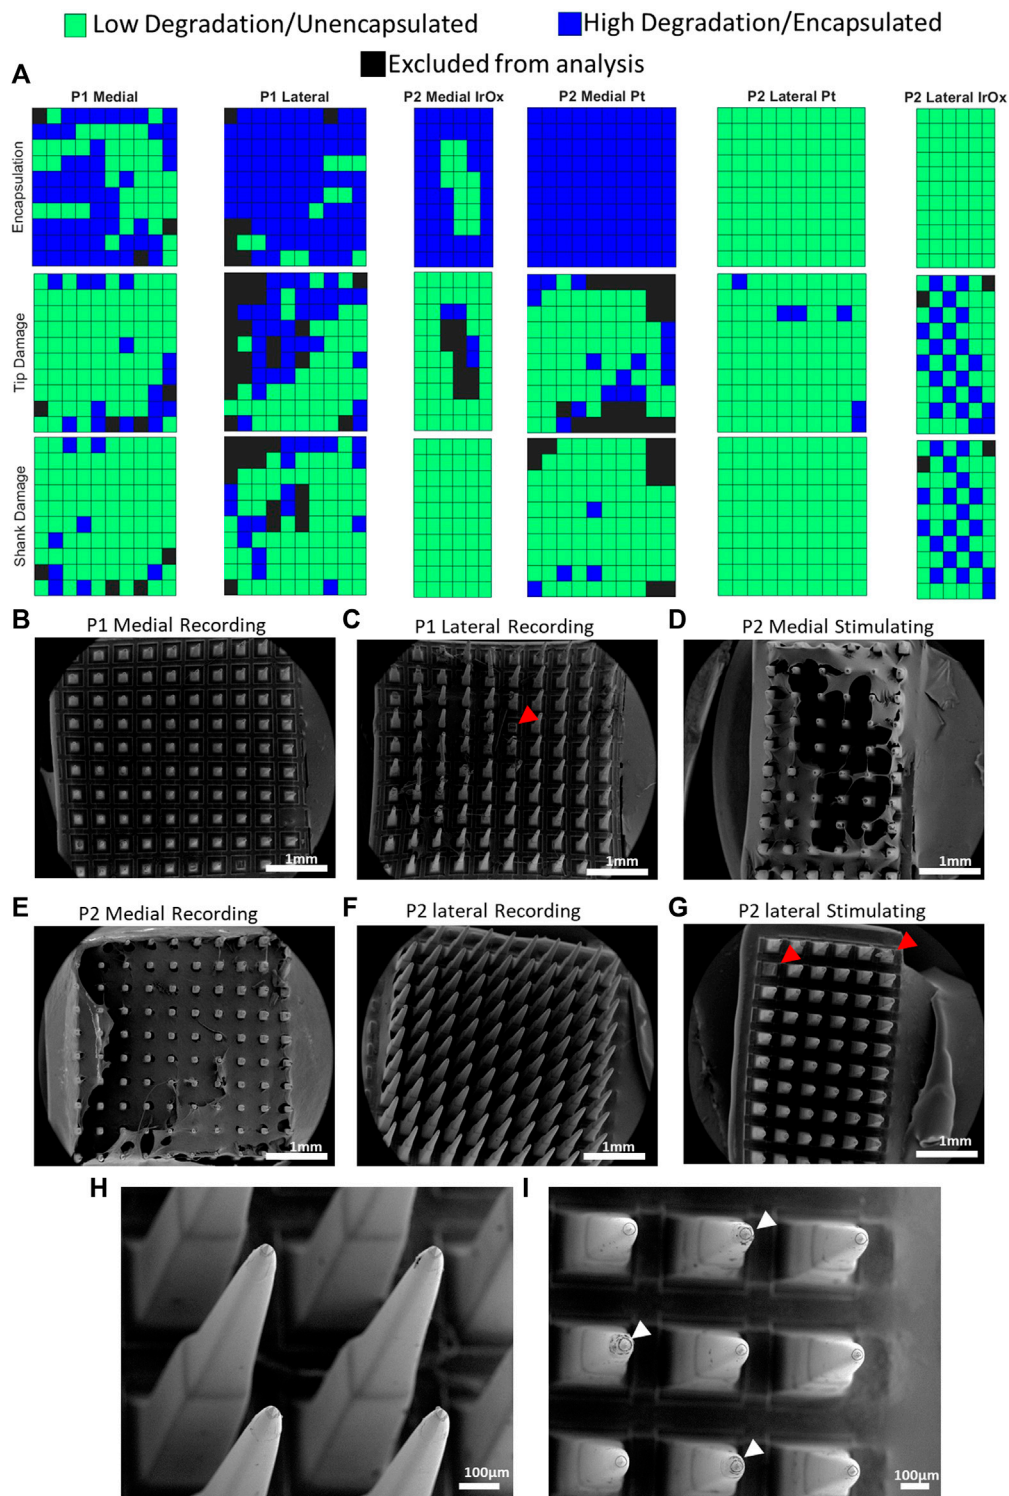 Low Degradation/Unencapsulated
High Degradation/Encapsulated
Excluded from analysis
A
P1 Medial
P1 Lateral
P2 Medial IrOx
P2 Medial Pt
P2 Lateral Pt
P2 Lateral IrOx
Encapsulation
Tip Damage
Shank Damage
B
P1 Medial Recording
1mm
C
P1 Lateral Recording
1mm
D
P2 Medial Stimulating
1mm
E
P2 Medial Recording
1mm
F
P2 lateral Recording
1mm
G
P2 lateral Stimulating
1mm
H
100μm
I
100μm